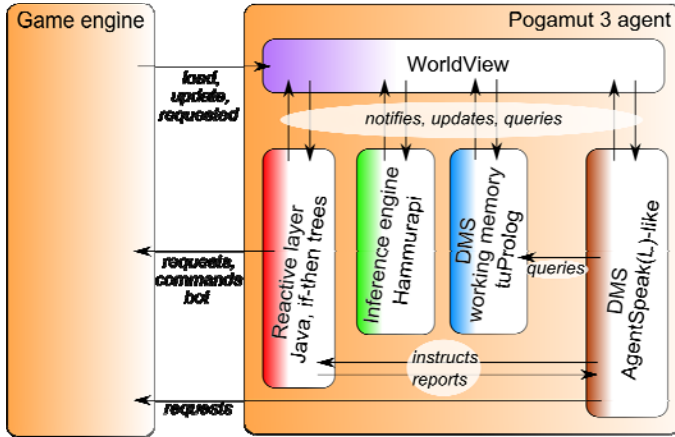 Game engine
Pogamut 3 agent
WorldView
load,
update,
requested
notifies, updates, queries
Reactive layer
Java, if-then trees
Inference engine
Hammurapi
DMS
working memory
tuProlog
DMS
AgentSpeak(L)-like
queries
requests,
commands
bot
instructs
reports
requests